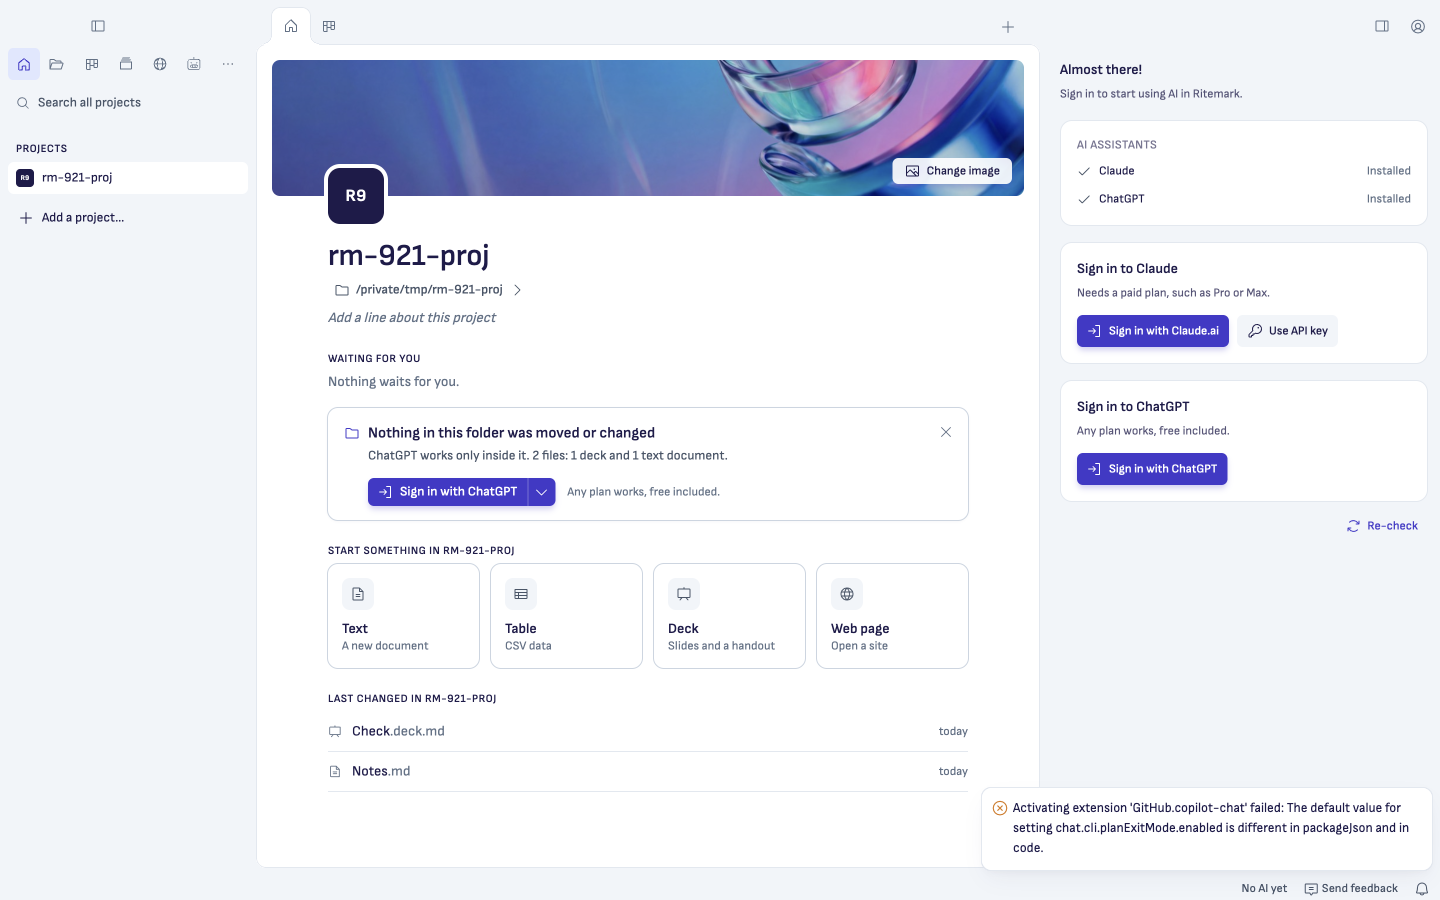 Search all projects
PROJECTS
R9 rm-921-proj
Add a project...
Change image
R9
rm-921-proj
/private/tmp/rm-921-proj
Add a line about this project
WAITING FOR YOU
Nothing waits for you.
Nothing in this folder was moved or changed
ChatGPT works only inside it. 2 files: 1 deck and 1 text document.
Sign in with ChatGPT
Any plan works, free included.
START SOMETHING IN RM-921-PROJ
Text
A new document
Table
CSV data
Deck
Slides and a handout
Web page
Open a site
LAST CHANGED IN RM-921-PROJ
Check.deck.md today
Notes.md today
Almost there!
Sign in to start using AI in Ritemark.
AI ASSISTANTS
Claude Installed
ChatGPT Installed
Sign in to Claude
Needs a paid plan, such as Pro or Max.
Sign in with Claude.ai
Use API key
Sign in to ChatGPT
Any plan works, free included.
Sign in with ChatGPT
Re-check
Activating extension 'GitHub.copilot-chat' failed: The default value for
setting chat.cli.planExitMode.enabled is different in packageJson and in
code.
No AI yet
Send feedback